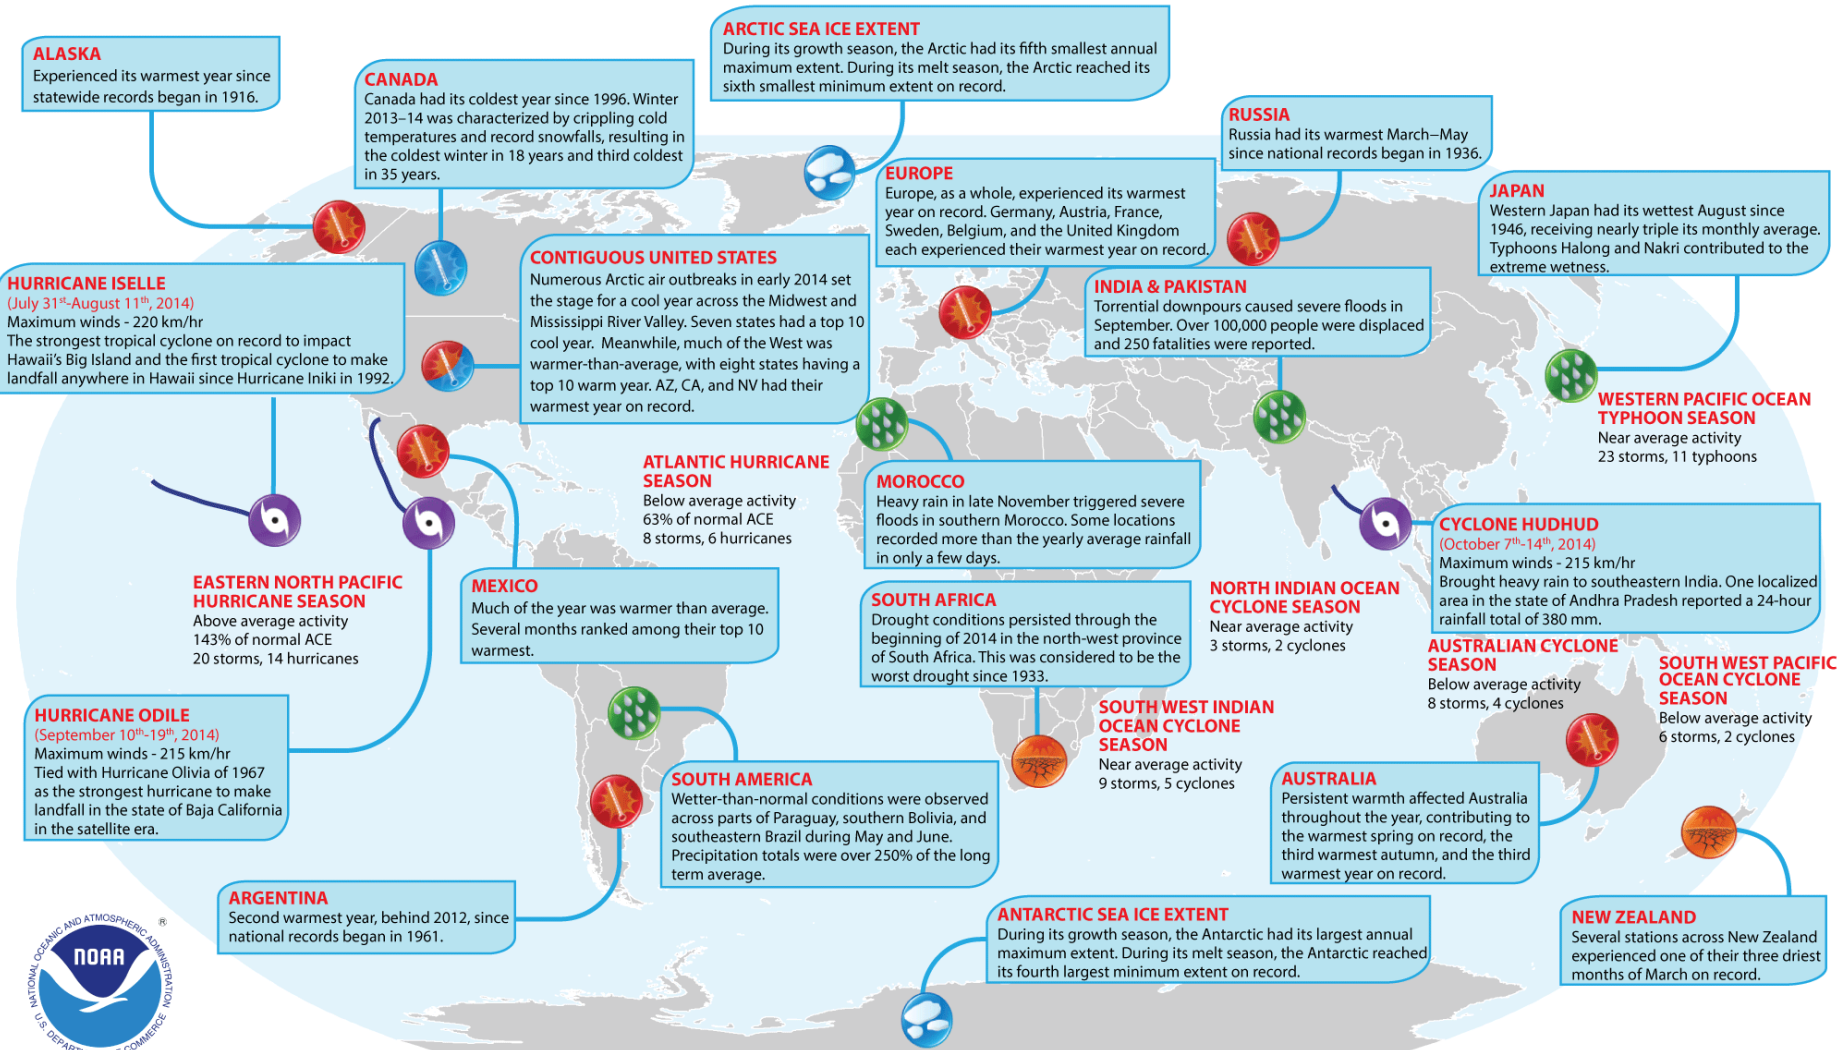 ARCTIC SEA ICE EXTENT
During its growth season, the Arctic had its fifth smallest annual
maximum extent. During its melt season, the Arctic reached its
sixth smallest minimum extent on record.
ALASKA
Experienced its warmest year since
statewide records began in 1916.
CANADA
Canada had its coldest year since 1996. Winter
2013–14 was characterized by crippling cold
temperatures and record snowfalls, resulting in
the coldest winter in 18 years and third coldest
in 35 years.
RUSSIA
Russia had its warmest March–May
since national records began in 1936.
EUROPE
Europe, as a whole, experienced its warmest
year on record. Germany, Austria, France,
Sweden, Belgium, and the United Kingdom
each experienced their warmest year on record.
JAPAN
Western Japan had its wettest August since
1946, receiving nearly triple its monthly average.
Typhoons Halong and Nakri contributed to the
extreme wetness.
HURRICANE ISELLE
(July 31st-August 11th, 2014)
Maximum winds - 220 km/hr
The strongest tropical cyclone on record to impact
Hawaii's Big Island and the first tropical cyclone to make
landfall anywhere in Hawaii since Hurricane Iniki in 1992.
CONTIGUOUS UNITED STATES
Numerous Arctic air outbreaks in early 2014 set
the stage for a cool year across the Midwest and
Mississippi River Valley. Seven states had a top 10
cool year. Meanwhile, much of the West was
warmer-than-average, with eight states having a
top 10 warm year. AZ, CA, and NV had their
warmest year on record.
INDIA & PAKISTAN
Torrential downpours caused severe floods in
September. Over 100,000 people were displaced
and 250 fatalities were reported.
WESTERN PACIFIC OCEAN
TYPHOON SEASON
Near average activity
23 storms, 11 typhoons
ATLANTIC HURRICANE
SEASON
Below average activity
63% of normal ACE
8 storms, 6 hurricanes
MOROCCO
Heavy rain in late November triggered severe
floods in southern Morocco. Some locations
recorded more than the yearly average rainfall
in only a few days.
CYCLONE HUDHUD
(October 7th-14th, 2014)
Maximum winds - 215 km/hr
Brought heavy rain to southeastern India. One localized
area in the state of Andhra Pradesh reported a 24-hour
rainfall total of 380 mm.
EASTERN NORTH PACIFIC
HURRICANE SEASON
Above average activity
143% of normal ACE
20 storms, 14 hurricanes
MEXICO
Much of the year was warmer than average.
Several months ranked among their top 10
warmest.
SOUTH AFRICA
Drought conditions persisted through the
beginning of 2014 in the north-west province
of South Africa. This was considered to be the
worst drought since 1933.
NORTH INDIAN OCEAN
CYCLONE SEASON
Near average activity
3 storms, 2 cyclones
AUSTRALIAN CYCLONE
SEASON
Below average activity
8 storms, 4 cyclones
SOUTH WEST PACIFIC
OCEAN CYCLONE
SEASON
Below average activity
6 storms, 2 cyclones
HURRICANE ODILE
(September 10th-19th, 2014)
Maximum winds - 215 km/hr
Tied with Hurricane Olivia of 1967
as the strongest hurricane to make
landfall in the state of Baja California
in the satellite era.
SOUTH WEST INDIAN
OCEAN CYCLONE
SEASON
Near average activity
9 storms, 5 cyclones
SOUTH AMERICA
Wetter-than-normal conditions were observed
across parts of Paraguay, southern Bolivia, and
southeastern Brazil during May and June.
Precipitation totals were over 250% of the long
term average.
AUSTRALIA
Persistent warmth affected Australia
throughout the year, contributing to
the warmest spring on record, the
third warmest autumn, and the third
warmest year on record.
ARGENTINA
Second warmest year, behind 2012, since
national records began in 1961.
ANTARCTIC SEA ICE EXTENT
During its growth season, the Antarctic had its largest annual
maximum extent. During its melt season, the Antarctic reached
its fourth largest minimum extent on record.
NEW ZEALAND
Several stations across New Zealand
experienced one of their three driest
months of March on record.
NATIONAL OCEANIC AND ATMOSPHERIC ADMINISTRATION
®
NOAA
U.S. DEPARTMENT COMMERCE